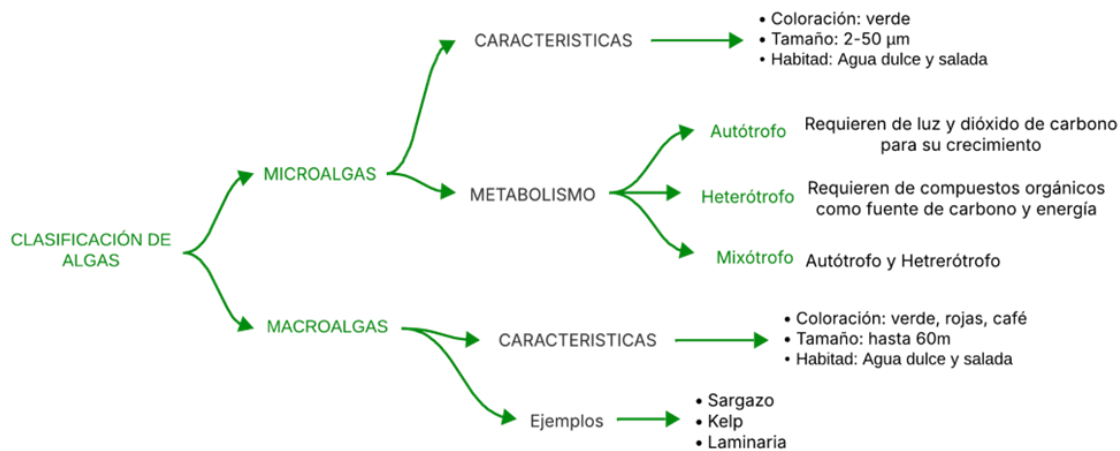 CLASIFICACIÓN DE
ALGAS
MICROALGAS
CARACTERISTICAS
• Coloración: verde
• Tamaño: 2-50 µm
• Habitad: Agua dulce y salada
METABOLISMO
Autótrofo
Requieren de luz y dióxido de carbono
para su crecimiento
Heterótrofo
Requieren de compuestos orgánicos
como fuente de carbono y energía
Mixótrofo
Autótrofo y Hetrerótrofo
MACROALGAS
CARACTERISTICAS
• Coloración: verde, rojas, café
• Tamaño: hasta 60m
• Habitad: Agua dulce y salada
Ejemplos
• Sargazo
• Kelp
• Laminaria